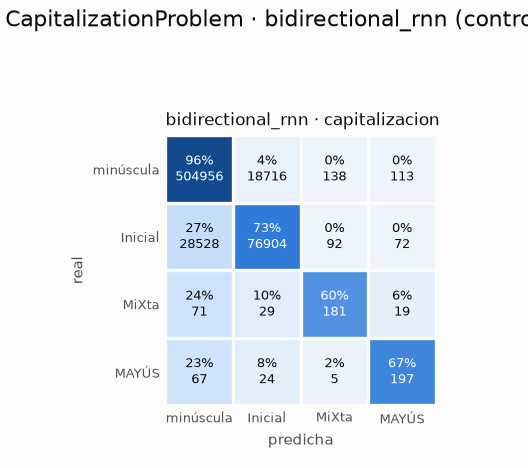 CapitalizationProblem · bidirectional_rnn (contro
bidirectional_rnn · capitalizacion
real
minúscula
96% 4% 0% 0%
504956 18716 138 113
Inicial
27% 73% 0% 0%
28528 76904 92 72
MiXta
24% 10% 60% 6%
71 29 181 19
MAYÚS
23% 8% 2% 67%
67 24 5 197
minúscula Inicial MiXta MAYÚS
predicha